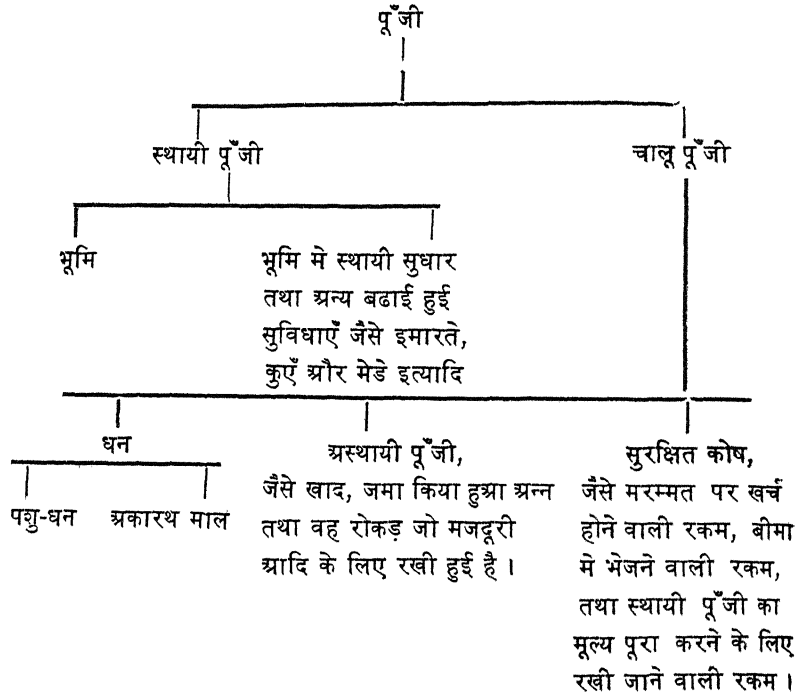 पूँजी
स्थायी पूँजी
चालू पूँजी
भूमि
भूमि मे स्थायी सुधार
तथा अन्य बढाई हुई
सुविधाएँ जैसे इमारते,
कुएँ और मेडे इत्यादि
धन
पशु-धन
अकारथ माल
अस्थायी पूँजी,
जैसे खाद, जमा किया हुआ अन्न
तथा वह रोकड़ जो मजदूरी
आदि के लिए रखी हुई है ।
सुरक्षित कोष,
जैसे मरम्मत पर खर्च
होने वाली रकम, बीमा
मे भेजने वाली रकम,
तथा स्थायी पूँजी का
मूल्य पूरा करने के लिए
रखी जाने वाली रकम ।